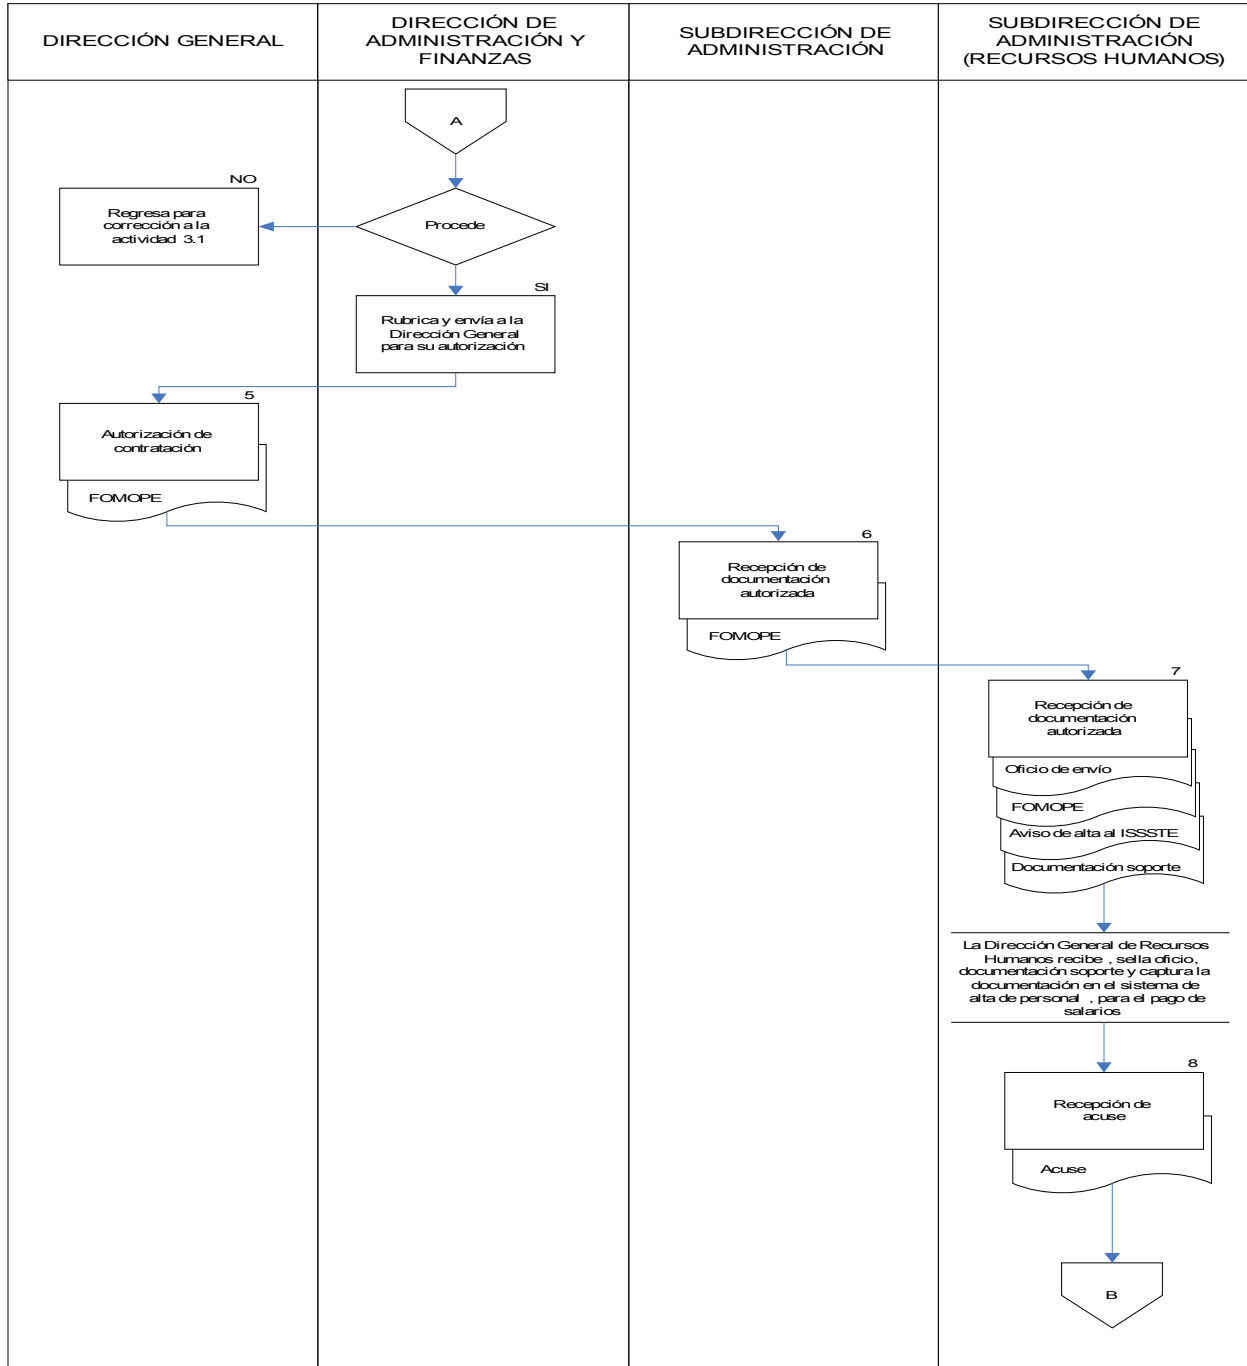 DIRECCIÓN GENERAL
DIRECCIÓN DE
ADMINISTRACIÓN Y
FINANZAS
SUBDIRECCIÓN DE
ADMINISTRACIÓN
SUBDIRECCIÓN DE
ADMINISTRACIÓN
(RECURSOS HUMANOS)
A
Procede
NO
Regresa para
corrección a la
actividad 3.1
SI
Rubrica y envía a la
Dirección General
para su autorización
5
Autorización de
contratación
FOMOPE
6
Recepción de
documentación
autorizada
FOMOPE
7
Recepción de
documentación
autorizada
Oficio de envío
FOMOPE
Aviso de alta al ISSSTE
Documentación soporte
La Dirección General de Recursos
Humanos recibe , sella oficio,
documentación soporte y captura la
documentación en el sistema de
alta de personal , para el pago de
salarios
8
Recepción de
acuse
Acuse
B